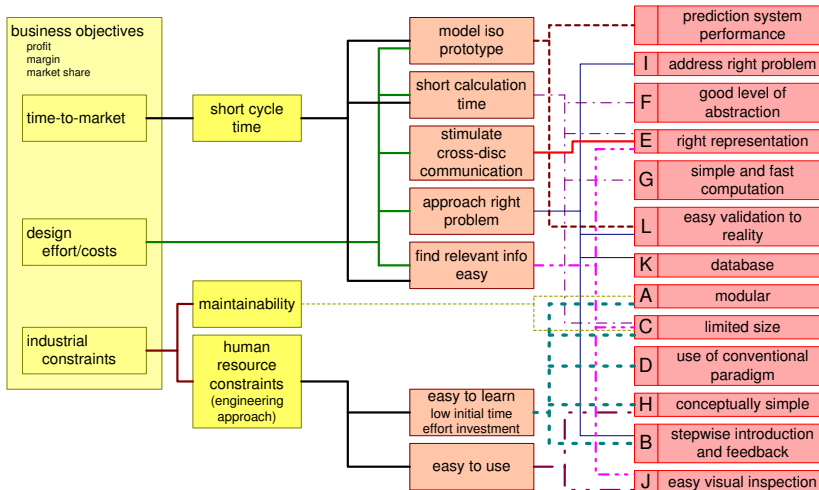 business objectives
profit
margin
market share
time-to-market
design
effort/costs
industrial
constraints
short cycle
time
maintainability
human
resource
constraints
(engineering
approach)
model iso
prototype
short calculation
time
stimulate
cross-disc
communication
approach right
problem
find relevant info
easy
easy to learn
low initial time
effort investment
easy to use
prediction system
performance
I address right problem
F good level of
abstraction
E right representation
G simple and fast
computation
L easy validation to
reality
K database
A modular
C limited size
D use of conventional
paradigm
H conceptually simple
B stepwise introduction
and feedback
J easy visual inspection